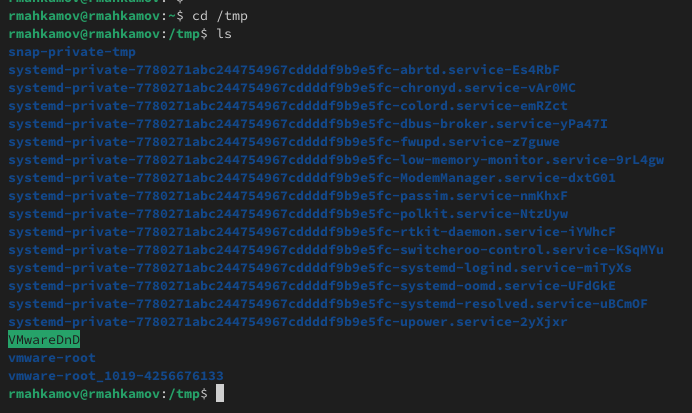 rmahkamov@rmahkamov:~$ cd /tmp
rmahkamov@rmahkamov:/tmp$ ls
snap-private-tmp
systemd-private-7780271abc244754967cddddf9b9e5fc-abrtd.service-Es4RbF
systemd-private-7780271abc244754967cddddf9b9e5fc-chronyd.service-vAr0MC
systemd-private-7780271abc244754967cddddf9b9e5fc-colord.service-emRZct
systemd-private-7780271abc244754967cddddf9b9e5fc-dbus-broker.service-yPa47I
systemd-private-7780271abc244754967cddddf9b9e5fc-fwupd.service-z7guwe
systemd-private-7780271abc244754967cddddf9b9e5fc-low-memory-monitor.service-9rL4gw
systemd-private-7780271abc244754967cddddf9b9e5fc-ModemManager.service-dxtG01
systemd-private-7780271abc244754967cddddf9b9e5fc-passim.service-nmKhxF
systemd-private-7780271abc244754967cddddf9b9e5fc-polkit.service-NtzUyw
systemd-private-7780271abc244754967cddddf9b9e5fc-rtkit-daemon.service-iYWhcF
systemd-private-7780271abc244754967cddddf9b9e5fc-switcheroo-control.service-KSqMYu
systemd-private-7780271abc244754967cddddf9b9e5fc-systemd-logind.service-miTyXs
systemd-private-7780271abc244754967cddddf9b9e5fc-systemd-oomd.service-UFdGkE
systemd-private-7780271abc244754967cddddf9b9e5fc-systemd-resolved.service-uBCmOF
systemd-private-7780271abc244754967cddddf9b9e5fc-upower.service-2yXjxr
VMwareDnD
vmware-root
vmware-root_1019-4256676133
rmahkamov@rmahkamov:/tmp$